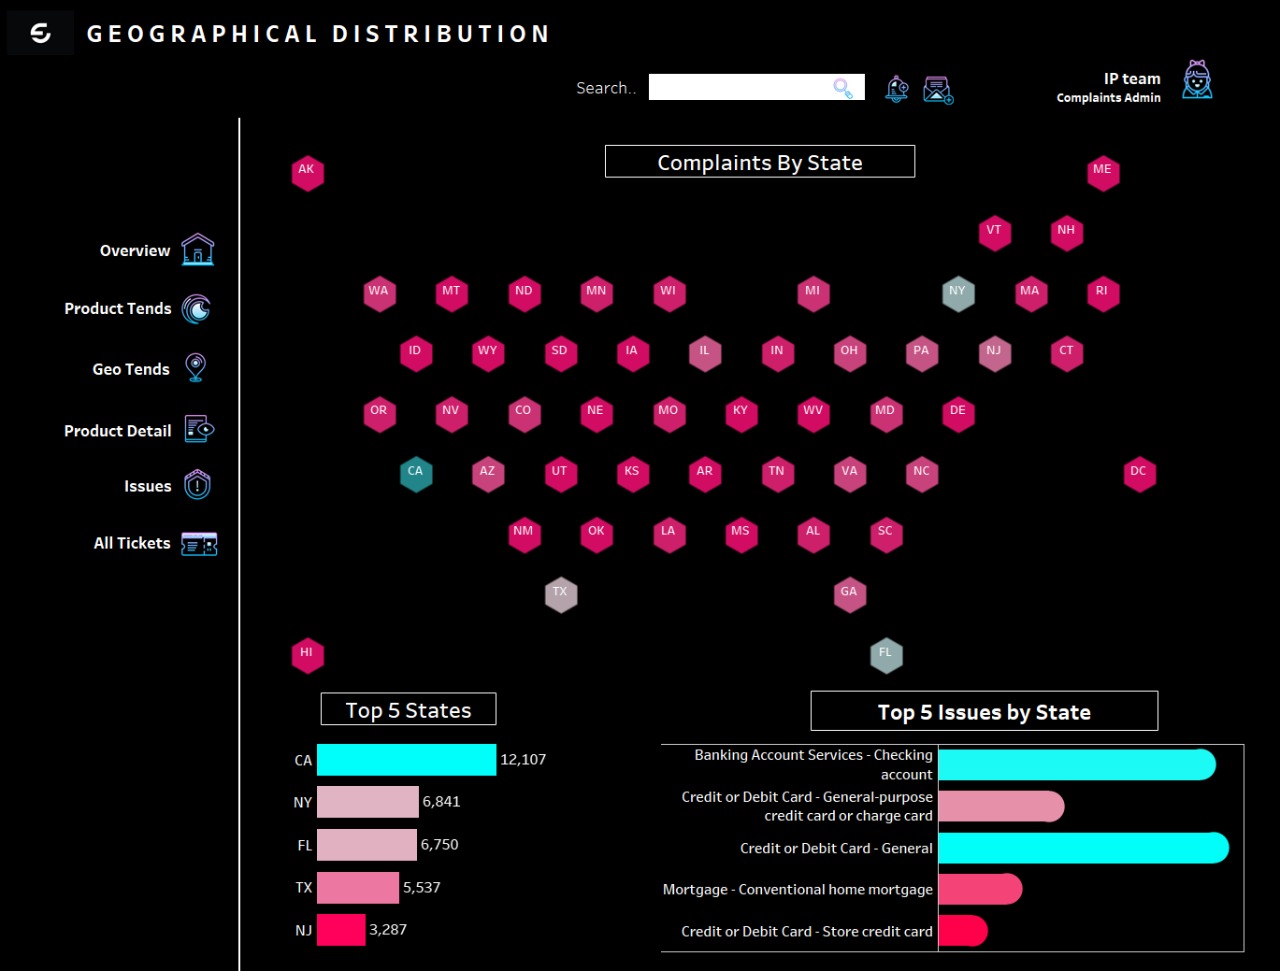 GEOGRAPHICAL DISTRIBUTION
Search..
IP team
Complaints Admin
Overview
Product Tends
Geo Tends
Product Detail
Issues
All Tickets
Complaints By State
AK ME
VT NH
WA MT ND MN WI MI NY MA RI
ID WY SD IA IL IN OH PA NJ CT
OR NV CO NE MO KY WV MD DE
CA AZ UT KS AR TN VA NC DC
NM OK LA MS AL SC
TX GA
HI FL
Top 5 States
CA 12,107
NY 6,841
FL 6,750
TX 5,537
NJ 3,287
Top 5 Issues by State
Banking Account Services - Checking
account
Credit or Debit Card - General-purpose
credit card or charge card
Credit or Debit Card - General
Mortgage - Conventional home mortgage
Credit or Debit Card - Store credit card